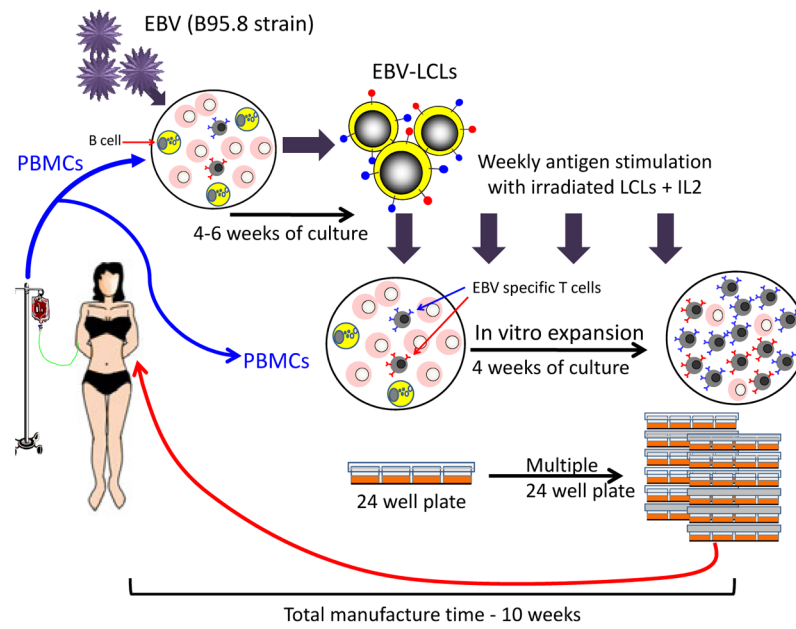 EBV (B95.8 strain)
EBV-LCLs
B cell
PBMCs
Weekly antigen stimulation
with irradiated LCLs + IL2
4-6 weeks of culture
EBV specific T cells
PBMCs
In vitro expansion
4 weeks of culture
24 well plate
Multiple
24 well plate
Total manufacture time - 10 weeks